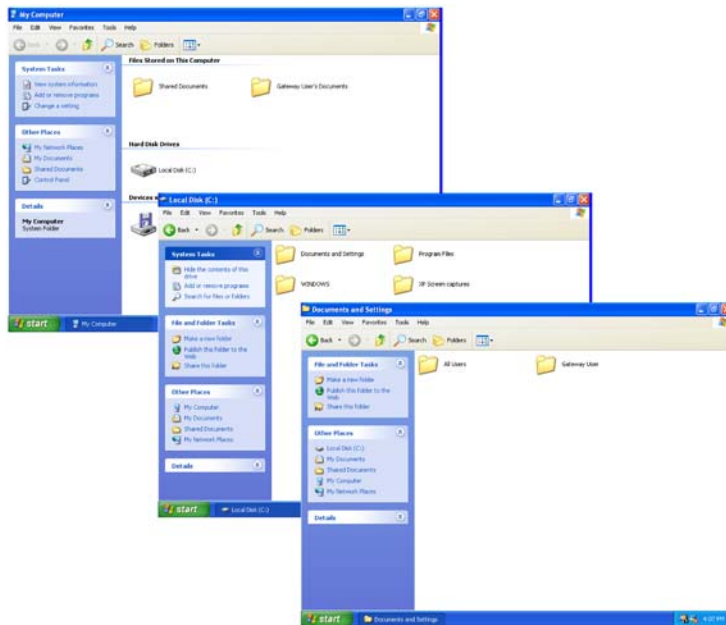 My Computer
File Edit View Favorites Tools Help
Back Search Folders
System Tasks
View system information
Add or remove programs
Change a setting
Other Places
My Network Places
My Documents
Shared Documents
Control Panel
Details
My Computer
System Folder
Files Stored on This Computer
Shared Documents
Gateway User's Documents
Hard Disk Drives
Local Disk (C:)
Devices
start
My Computer
Local Disk (C:)
File Edit View Favorites Tools Help
Back Search Folders
System Tasks
Hide the contents of this
drive
Add or remove programs
Search for files or folders
File and Folder Tasks
Make a new folder
Publish this folder to the
Web
Share this folder
Other Places
My Computer
My Documents
Shared Documents
My Network Places
Details
Documents and Settings
Program Files
WINDOWS
XP Screen captures
start
Local Disk (C:)
Documents and Settings
File Edit View Favorites Tools Help
Back Search Folders
File and Folder Tasks
Make a new folder
Publish this folder to the
Web
Share this folder
Other Places
Local Disk (C:)
My Documents
Shared Documents
My Computer
My Network Places
Details
All Users
Gateway User
start
Documents and Settings